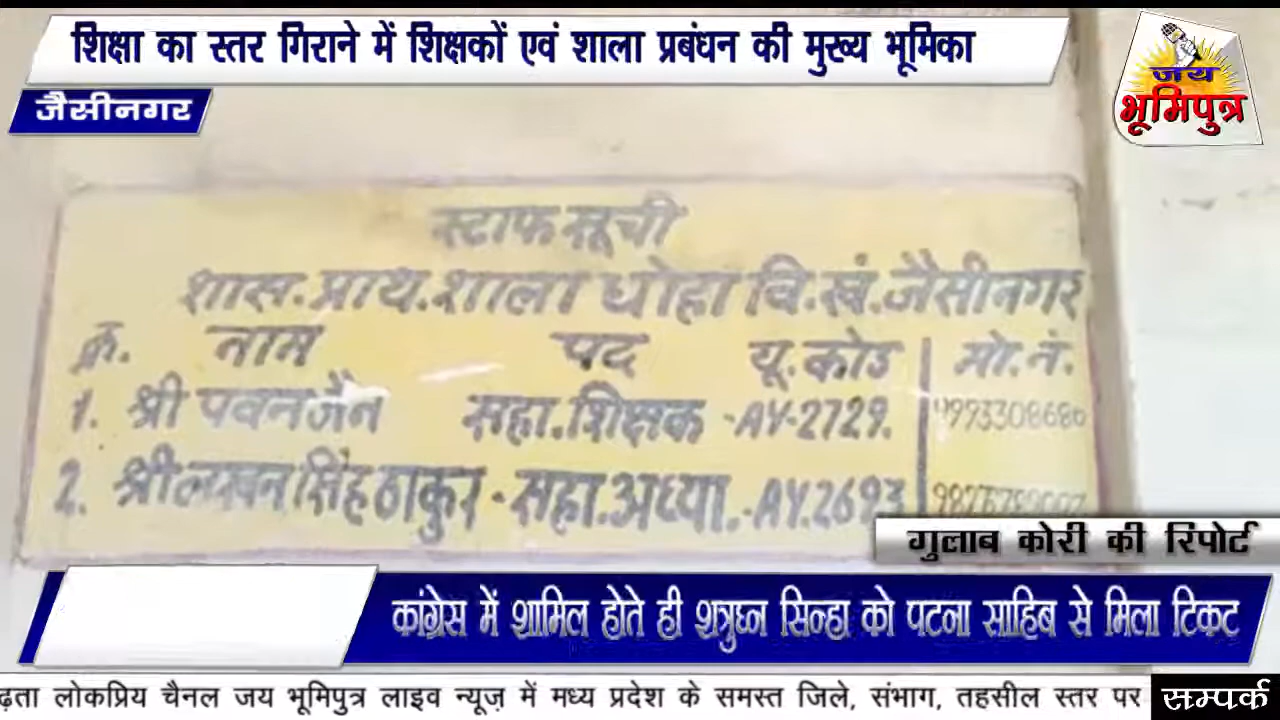 शिक्षा का स्तर गिराने में शिक्षकों एवं शाला प्रबंधन की मुख्य भूमिका
जय
भूमिपुत्र
जैसीनगर
स्टाफ सूची
शास. प्राथ. शाला धोहा वि.खं. जैसीनगर
क्र. नाम पद यू. कोड मो. नं.
1. श्री पवन जैन सहा. शिक्षक -AY-2729.
2. श्री लखन सिंह ठाकुर - सहा. अध्या. -AY.2693
गुलाब कोरी की रिपोर्ट
कांग्रेस में शामिल होते ही शत्रुघ्न सिन्हा को पटना साहिब से मिला टिकट
लोकप्रिय चैनल जय भूमिपुत्र लाइव न्यूज़ में मध्य प्रदेश के समस्त जिले, संभाग, तहसील स्तर पर सम्पर्क